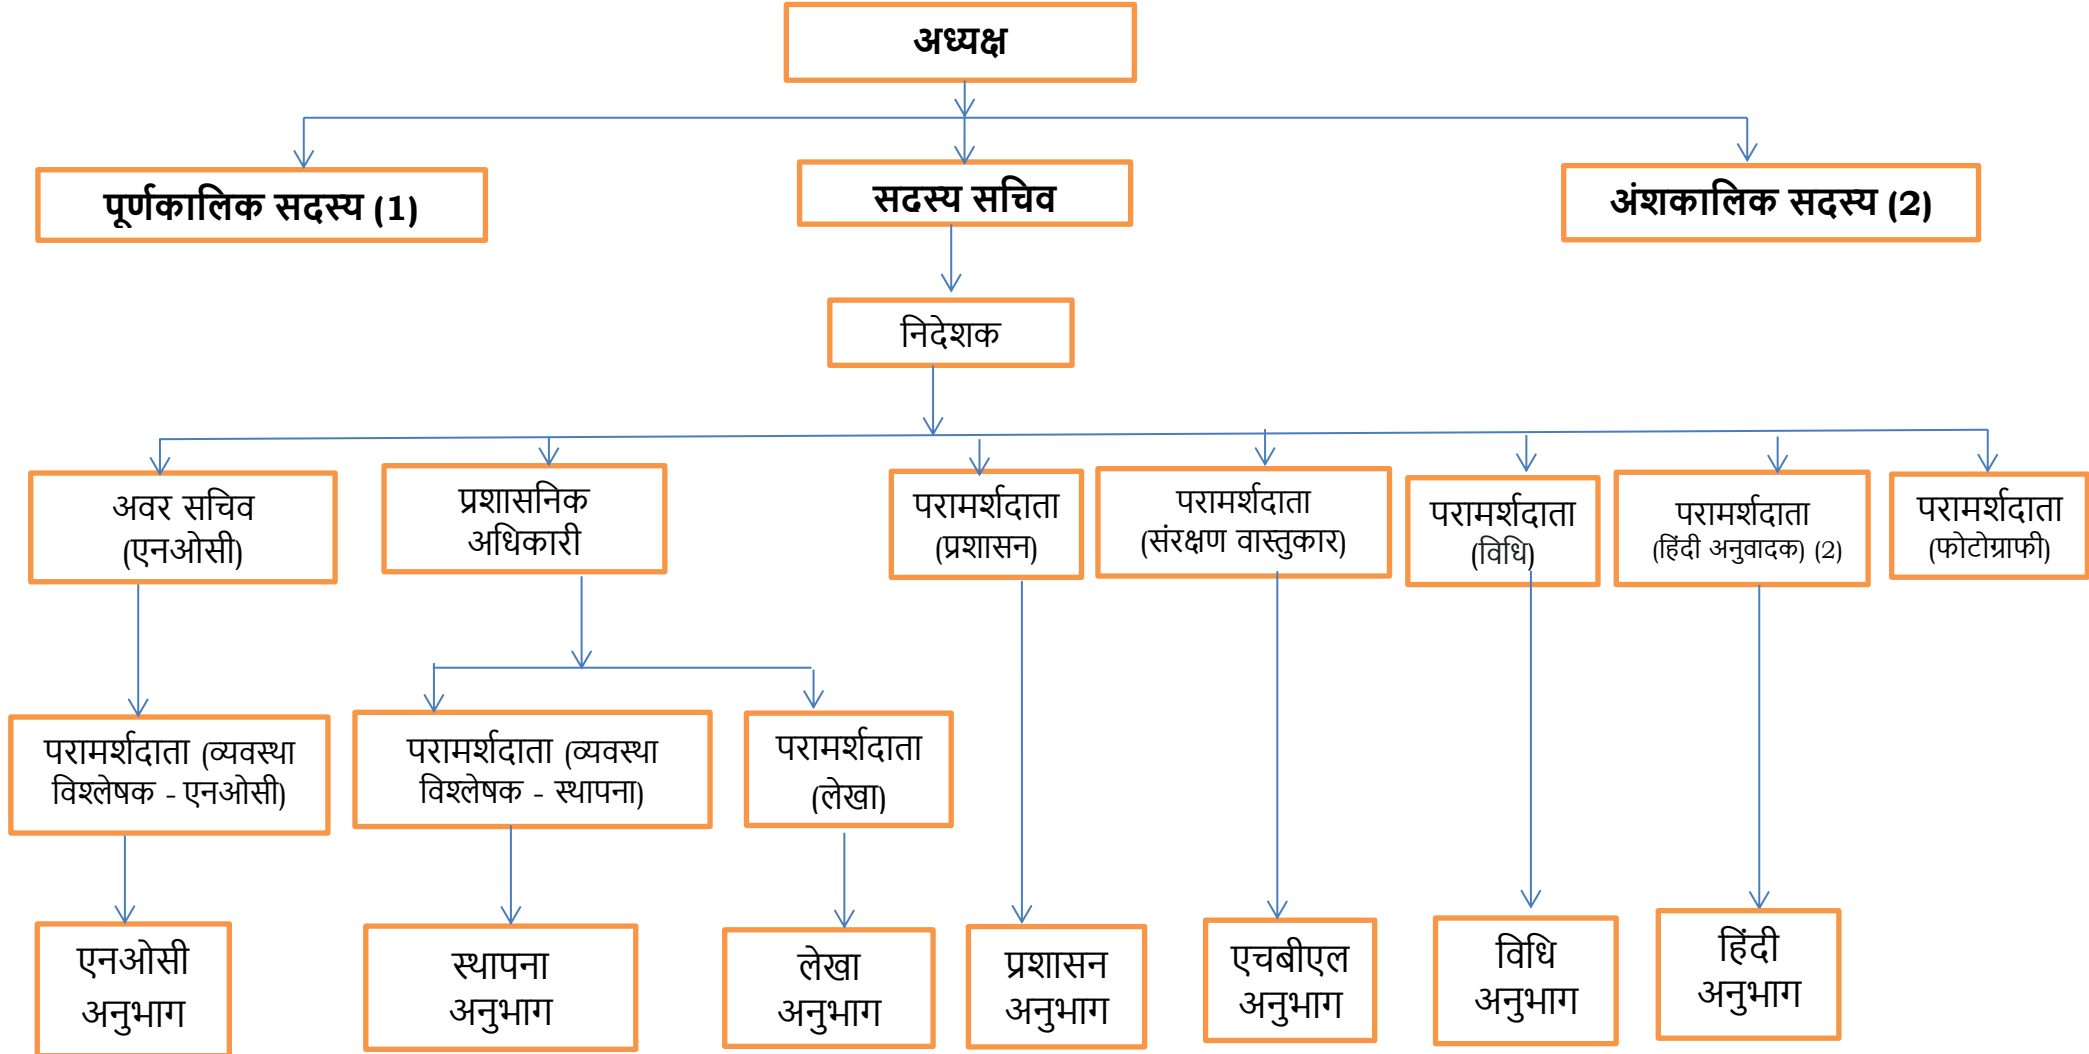 अध्यक्ष
पूर्णकालिक सदस्य (1)
सदस्य सचिव
अंशकालिक सदस्य (2)
निदेशक
अवर सचिव
(एनओसी)
प्रशासनिक
अधिकारी
परामर्शदाता
(प्रशासन)
परामर्शदाता
(संरक्षण वास्तुकार)
परामर्शदाता
(विधि)
परामर्शदाता
(हिंदी अनुवादक) (2)
परामर्शदाता
(फोटोग्राफी)
परामर्शदाता (व्यवस्था
विश्लेषक - एनओसी)
परामर्शदाता (व्यवस्था
विश्लेषक - स्थापना)
परामर्शदाता
(लेखा)
एनओसी
अनुभाग
स्थापना
अनुभाग
लेखा
अनुभाग
प्रशासन
अनुभाग
एचबीएल
अनुभाग
विधि
अनुभाग
हिंदी
अनुभाग